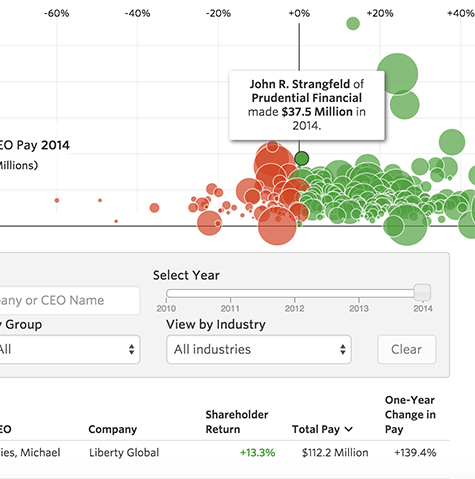 -60% -40% -20% +0% +20% +40%
John R. Strangfeld of
Prudential Financial
made $37.5 Million in
2014.
EO Pay 2014
Millions)
Select Year
any or CEO Name
2010 2011 2012 2013 2014
y Group View by Industry
All All industries Clear
EO Company Shareholder Return Total Pay One-Year Change in Pay
ies, Michael Liberty Global +13.3% $112.2 Million +139.4%